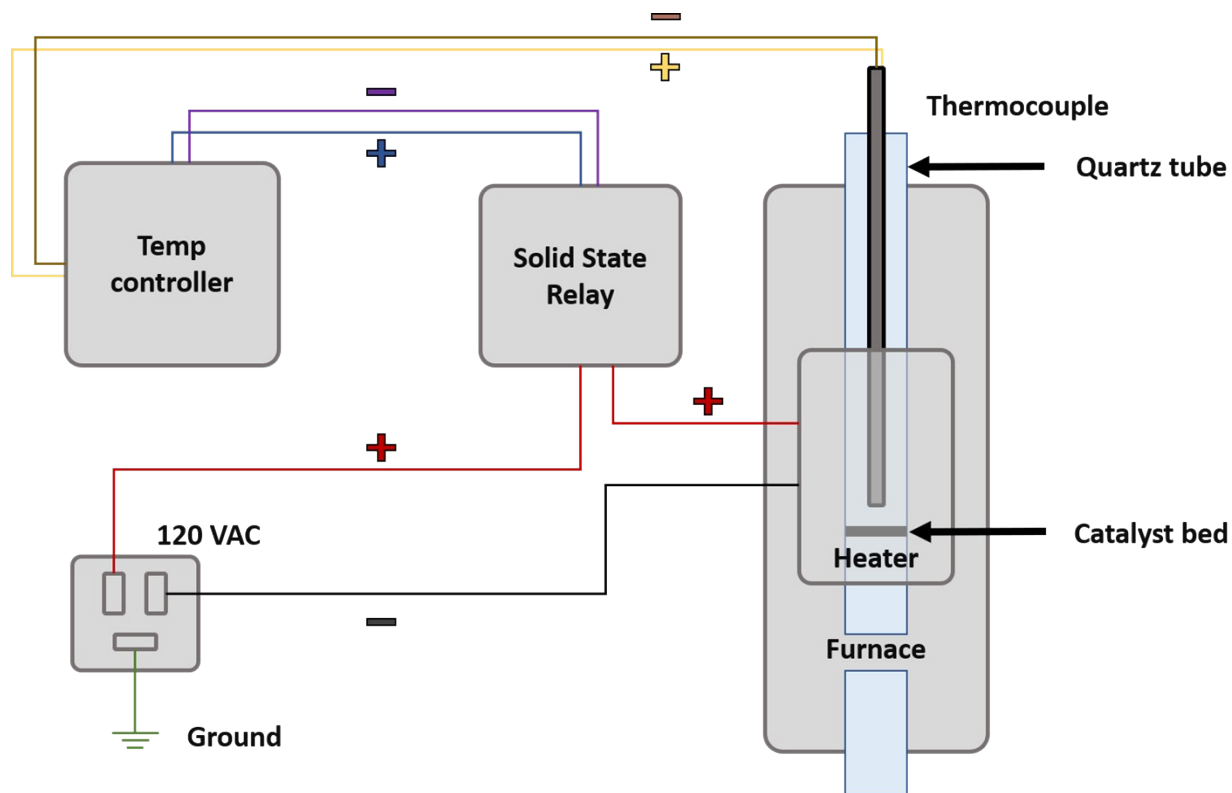 Thermocouple
Quartz tube
Temp
controller
Solid State
Relay
120 VAC
Catalyst bed
Heater
Furnace
Ground